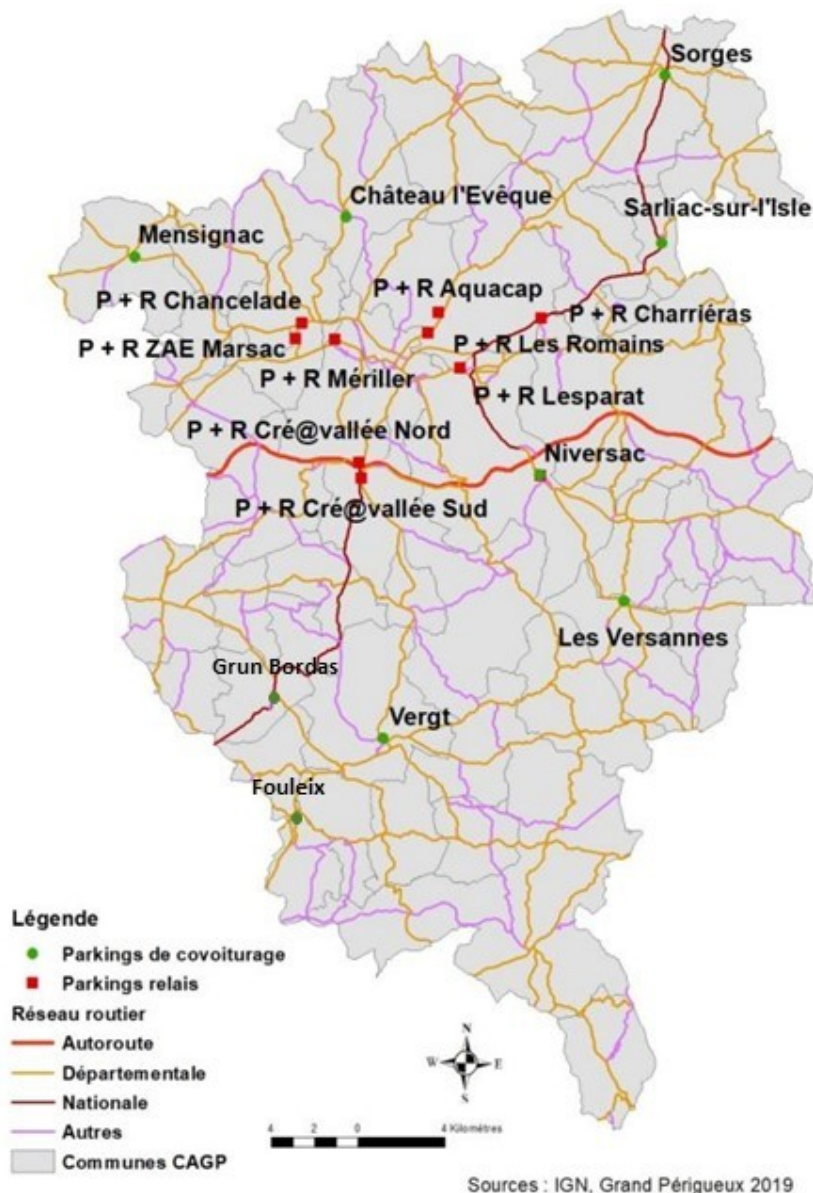 Sorges
Château l'Evêque
Sarliac-sur-l'Isle
Mensignac
P + R Aquacap
P + R Chancelade
P + R Charriéras
P + R ZAE Marsac
P + R Les Romains
P + R Mériller
P + R Lesparat
P + R Cré@vallée Nord
Niversac
P + R Cré@vallée Sud
Les Versannes
Grun Bordas
Vergt
Fouleix
Légende
Parkings de covoiturage
Parkings relais
Réseau routier
Autoroute
Départementale
Nationale
Autres
Communes CAGP
N
W E
S
4 2 0 4 Kilomètres
Sources : IGN, Grand Périgueux 2019